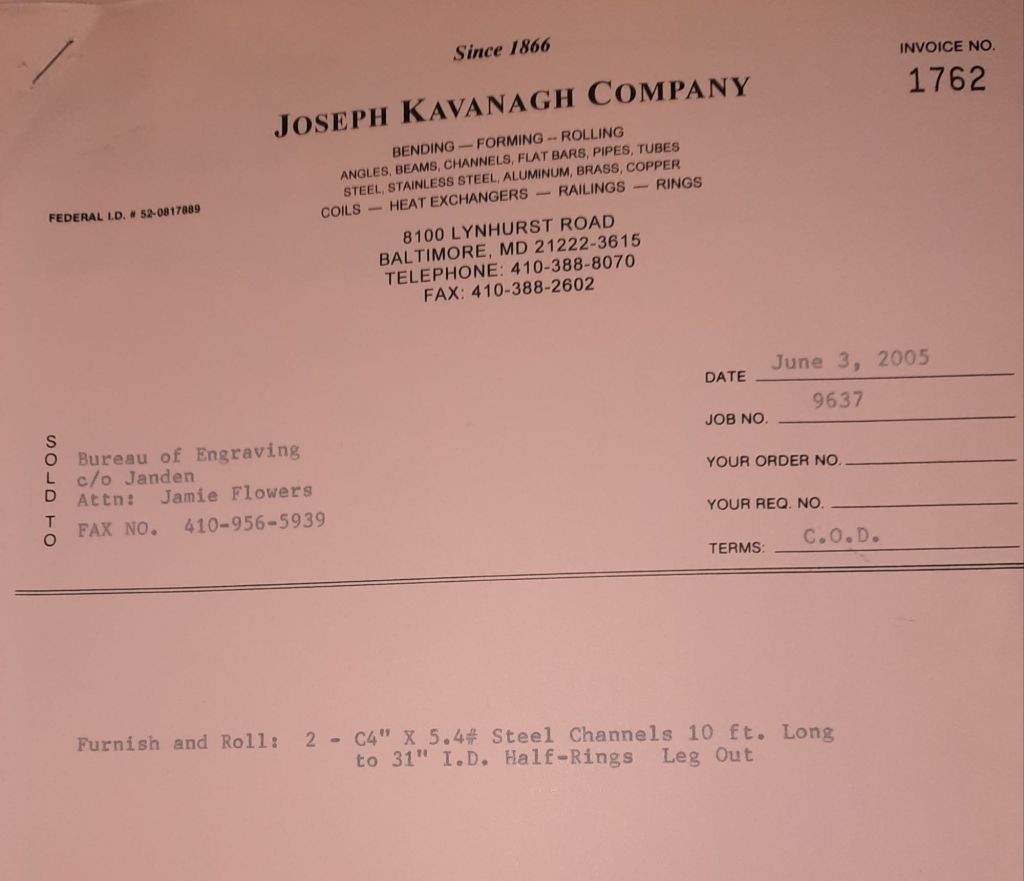 Since 1866
INVOICE NO.
1762
JOSEPH KAVANAGH COMPANY
BENDING — FORMING -- ROLLING
ANGLES, BEAMS, CHANNELS, FLAT BARS, PIPES, TUBES
STEEL, STAINLESS STEEL, ALUMINUM, BRASS, COPPER
COILS — HEAT EXCHANGERS — RAILINGS — RINGS
FEDERAL I.D. # 52-0817889
8100 LYNHURST ROAD
BALTIMORE, MD 21222-3615
TELEPHONE: 410-388-8070
FAX: 410-388-2602
DATE June 3, 2005
JOB NO. 9637
YOUR ORDER NO.
YOUR REQ. NO.
TERMS: C.O.D.
SOLD TO
Bureau of Engraving
c/o Janden
Attn: Jamie Flowers
FAX NO. 410-956-5939
Furnish and Roll: 2 - C4" X 5.4# Steel Channels 10 ft. Long
to 31" I.D. Half-Rings Leg Out